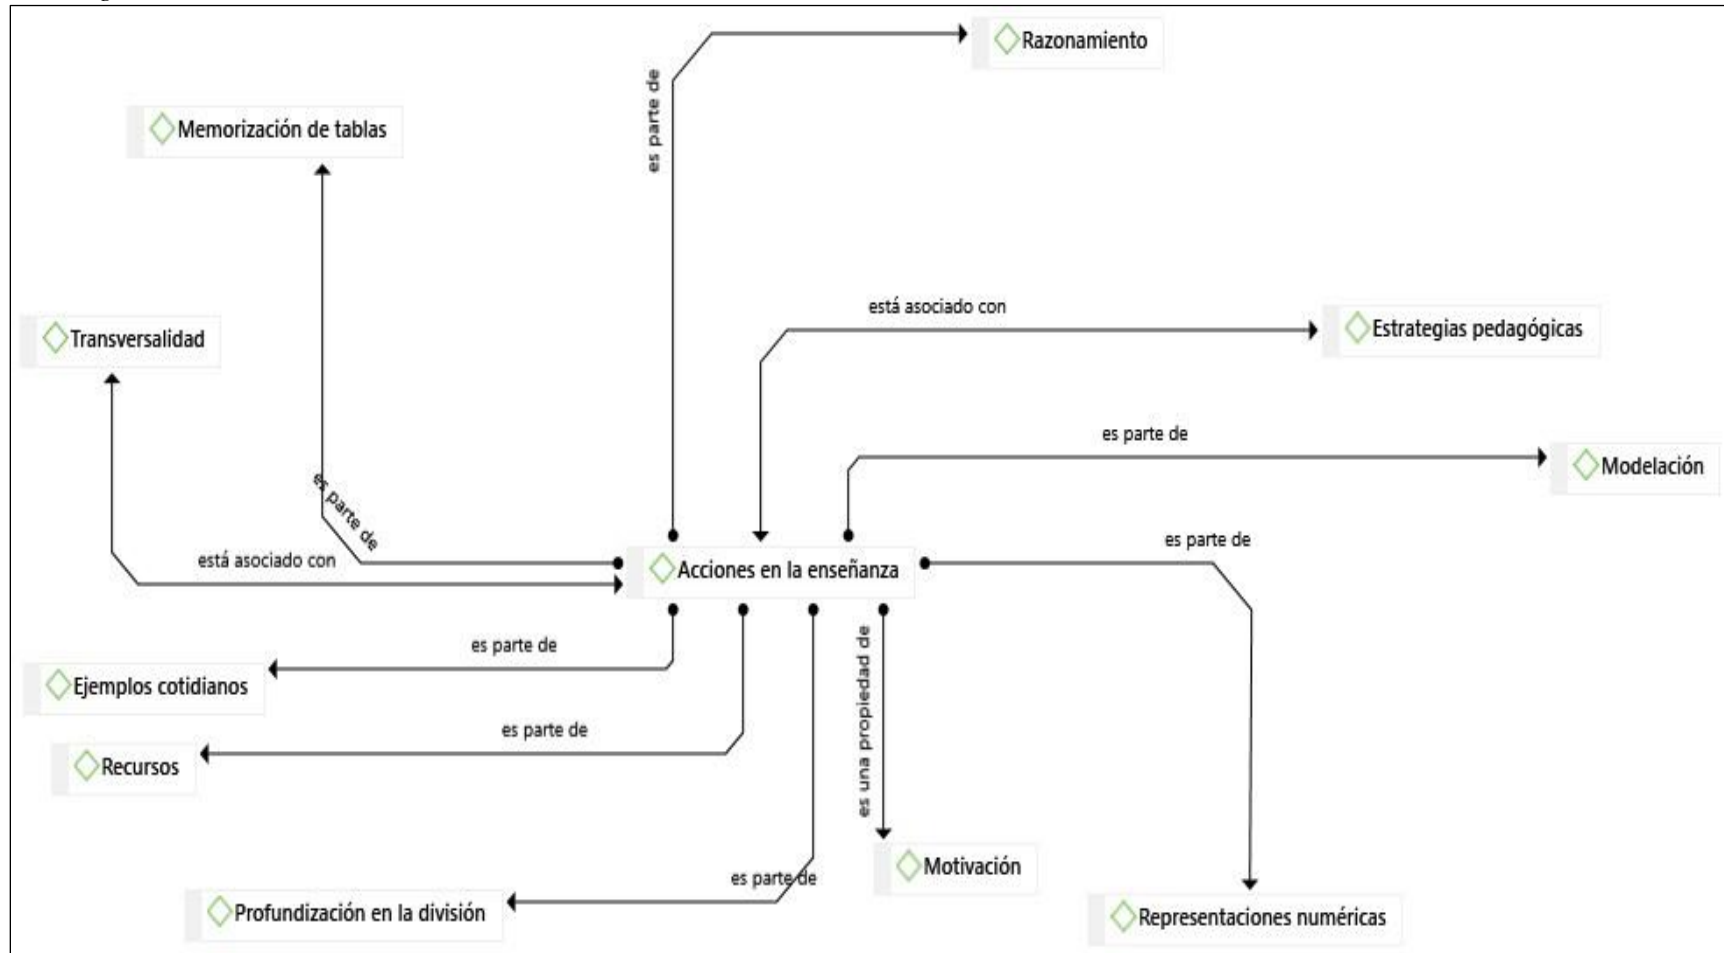 Razonamiento
es parte de
Memorización de tablas
está asociado con
Estrategias pedagógicas
Transversalidad
es parte de
Modelación
es parte de
es parte de
está asociado con
Acciones en la enseñanza
es parte de
Ejemplos cotidianos
es una propiedad de
es parte de
Recursos
Motivación
es parte de
Profundización en la división
Representaciones numéricas